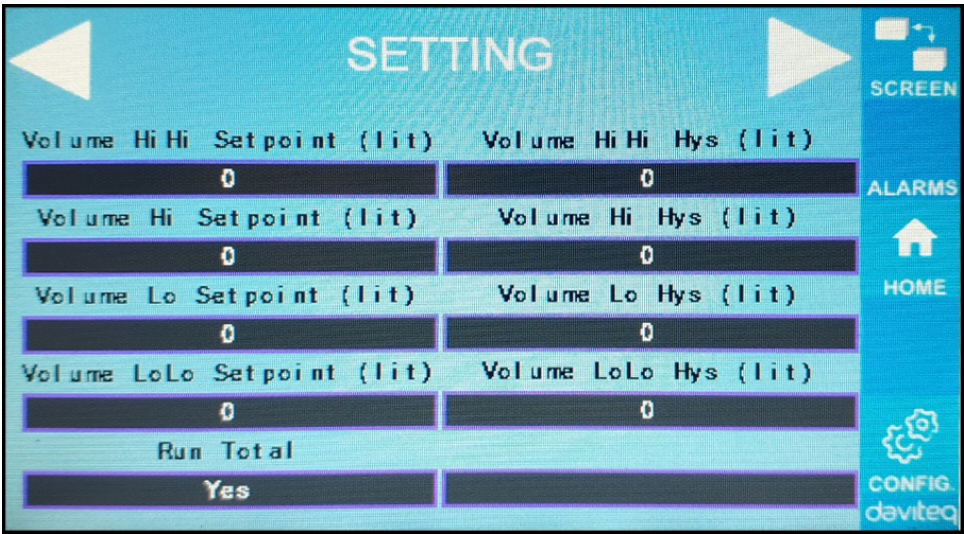 SETTING
SCREEN
Volume HiHi Setpoint (lit) Volume HiHi Hys (lit)
0 0
ALARMS
Volume Hi Setpoint (lit) Volume Hi Hys (lit)
0 0
HOME
Volume Lo Setpoint (lit) Volume Lo Hys (lit)
0 0
Volume LoLo Setpoint (lit) Volume LoLo Hys (lit)
0 0
Run Total
Yes
CONFIG.
daviteq